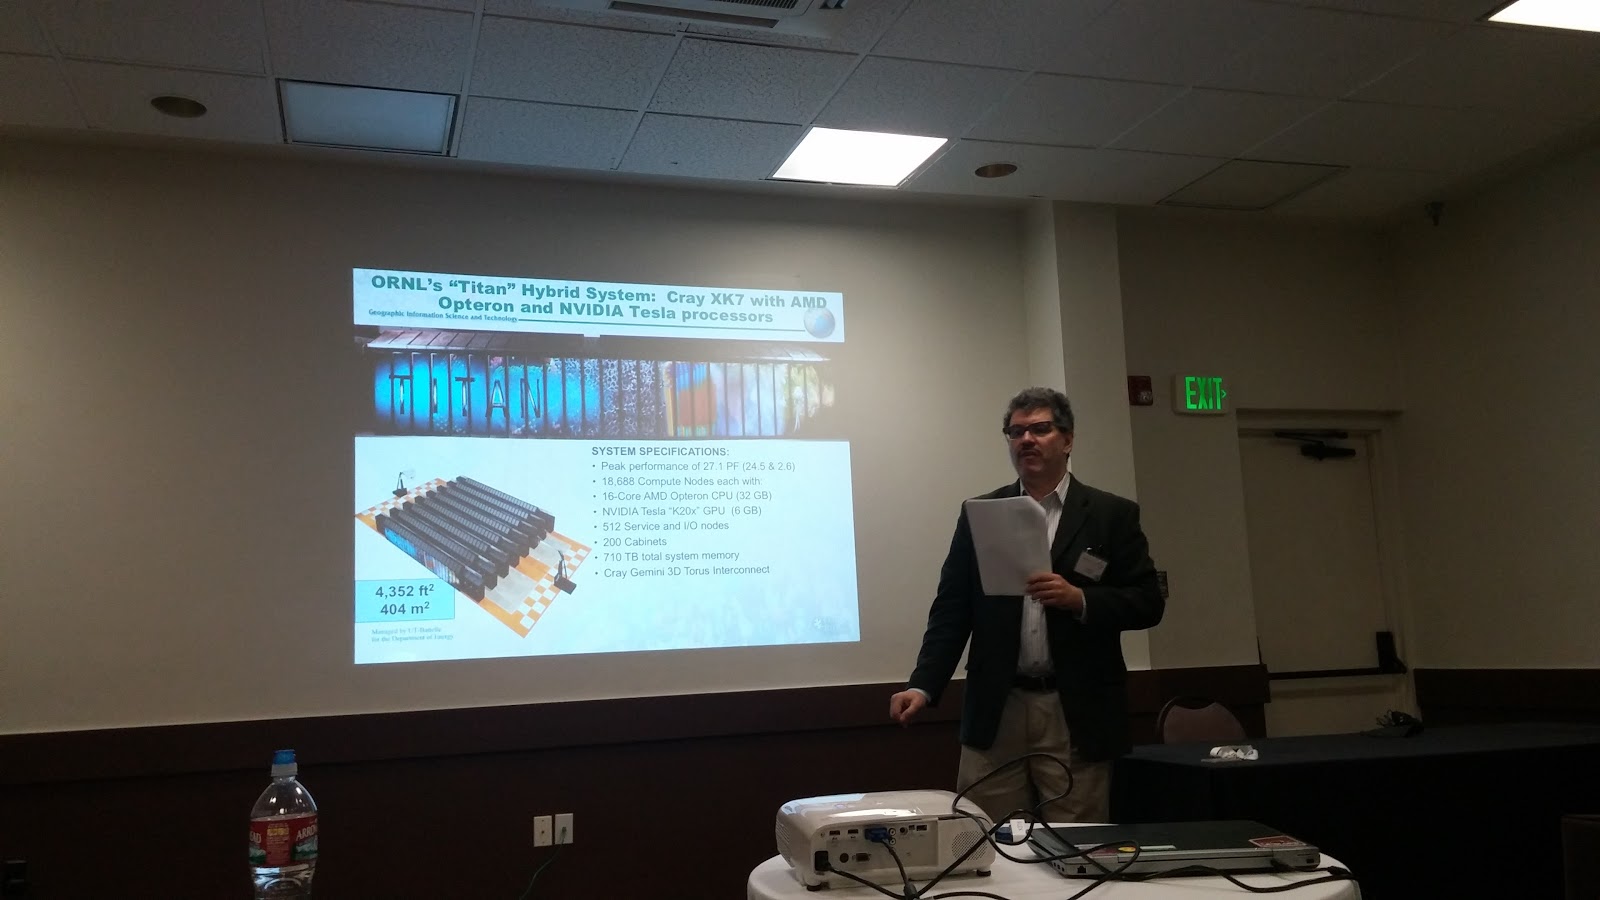 ORNL's "Titan" Hybrid System: Cray XK7 with AMD
Opteron and NVIDIA Tesla processors
Geographic Information Science and Technology
TITAN
SYSTEM SPECIFICATIONS:
• Peak performance of 27.1 PF (24.5 & 2.6)
• 18,688 Compute Nodes each with:
• 16-Core AMD Opteron CPU (32 GB)
• NVIDIA Tesla "K20x" GPU (6 GB)
• 512 Service and I/O nodes
• 200 Cabinets
• 710 TB total system memory
• Cray Gemini 3D Torus Interconnect
4,352 ft²
404 m²
Managed by UT-Battelle
for the Department of Energy
EXIT